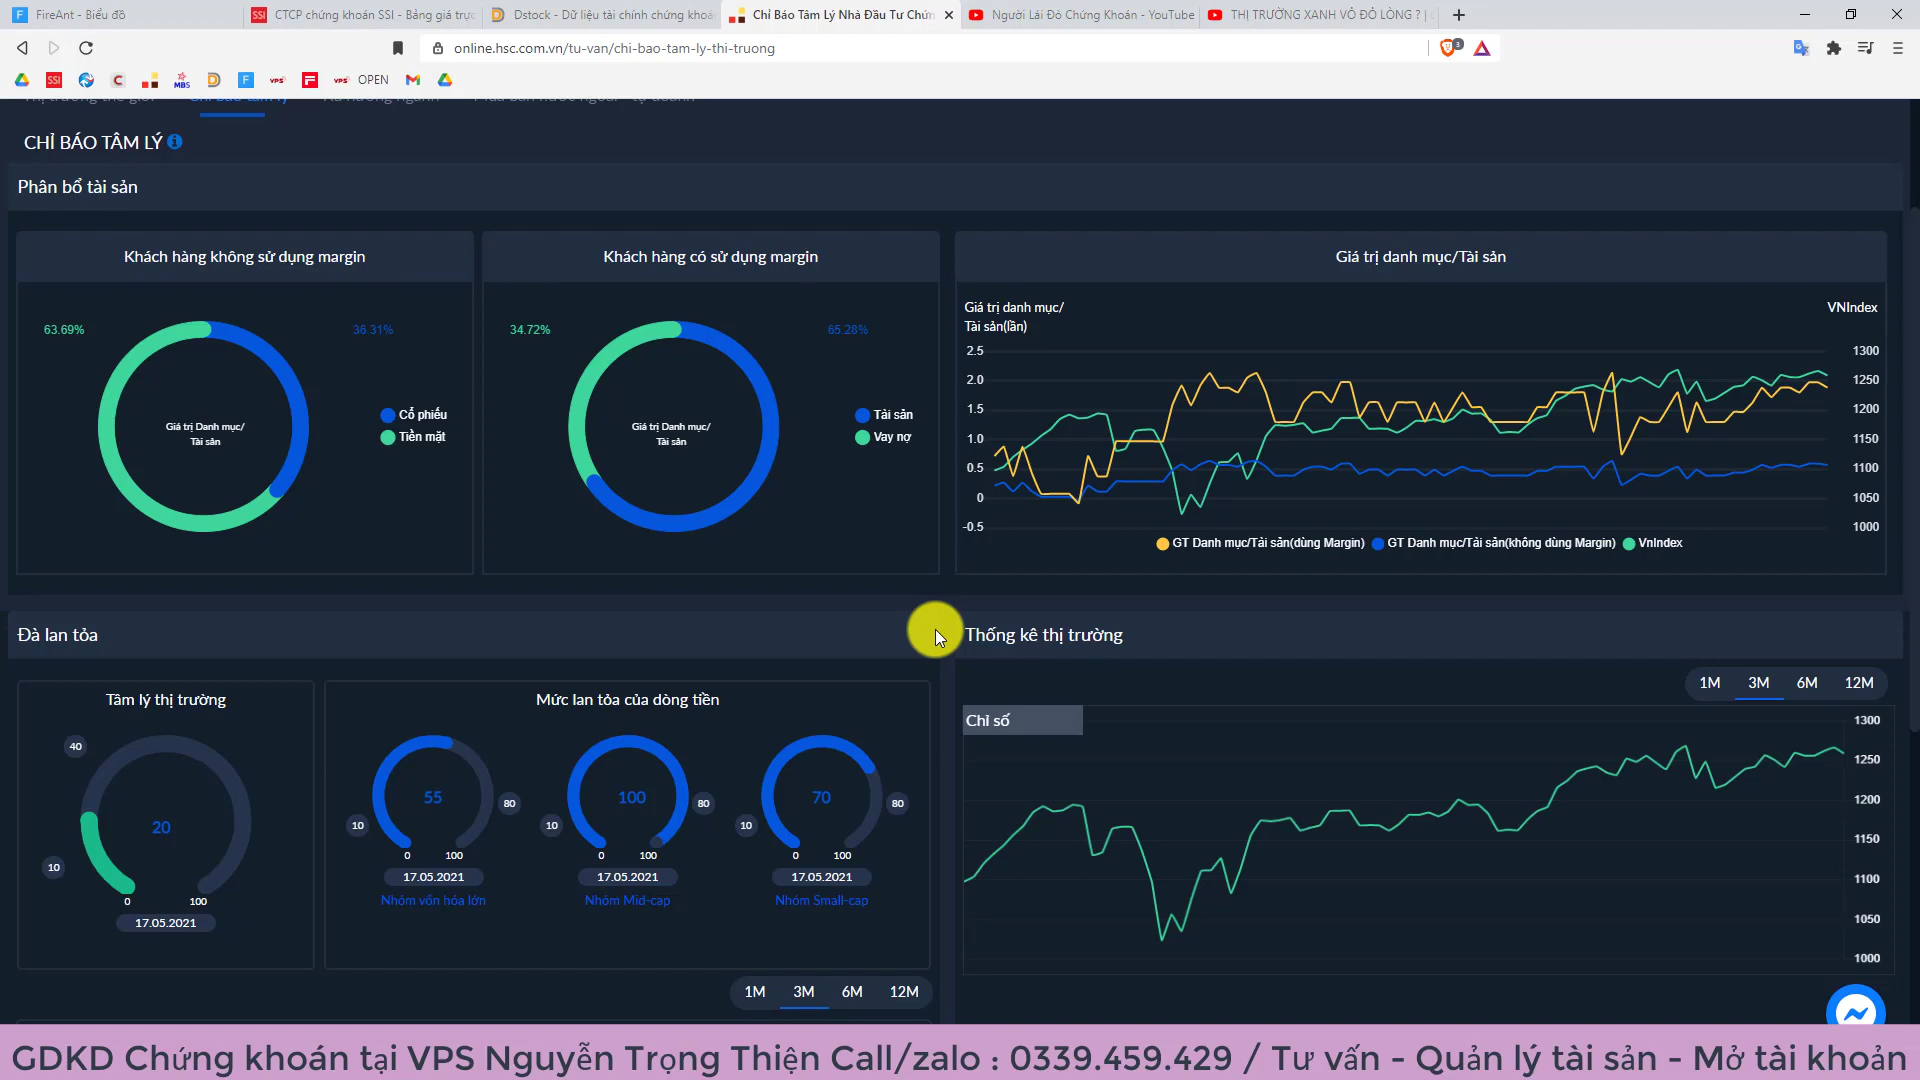 FireAnt - Biểu đồ
CTCP chứng khoán SSI - Bảng giá trực
Dstock - Dữ liệu tài chính chứng khoán
Chỉ Báo Tâm Lý Nhà Đầu Tư Chứn
Người Lái Đò Chứng Khoán - YouTube
THỊ TRƯỜNG XANH VỎ ĐỎ LÒNG ? |
online.hsc.com.vn/tu-van/chi-bao-tam-ly-thi-truong
3
SSI
MBS
VPS
VPS OPEN
CHỈ BÁO TÂM LÝ
Phân bổ tài sản
Khách hàng không sử dụng margin
63.69%
36.31%
Giá trị Danh mục/
Tài sản
Cổ phiếu
Tiền mặt
Khách hàng có sử dụng margin
34.72%
65.28%
Giá trị Danh mục/
Tài sản
Tài sản
Vay nợ
Giá trị danh mục/Tài sản
Giá trị danh mục/
Tài sản(lần)
VNIndex
2.5 1300
2.0 1250
1.5 1200
1.0 1150
0.5 1100
0 1050
-0.5 1000
GT Danh mục/Tài sản(dùng Margin) GT Danh mục/Tài sản(không dùng Margin) VnIndex
Đà lan tỏa
Tâm lý thị trường
40
20
10
0 100
17.05.2021
Mức lan tỏa của dòng tiền
55
10 80
0 100
17.05.2021
Nhóm vốn hóa lớn
100
10 80
0 100
17.05.2021
Nhóm Mid-cap
70
10 80
0 100
17.05.2021
Nhóm Small-cap
1M 3M 6M 12M
Thống kê thị trường
1M 3M 6M 12M
Chỉ số
1300
1250
1200
1150
1100
1050
1000
GDKD Chứng khoán tại VPS Nguyễn Trọng Thiện Call/zalo : 0339.459.429 / Tư vấn - Quản lý tài sản - Mở tài khoản